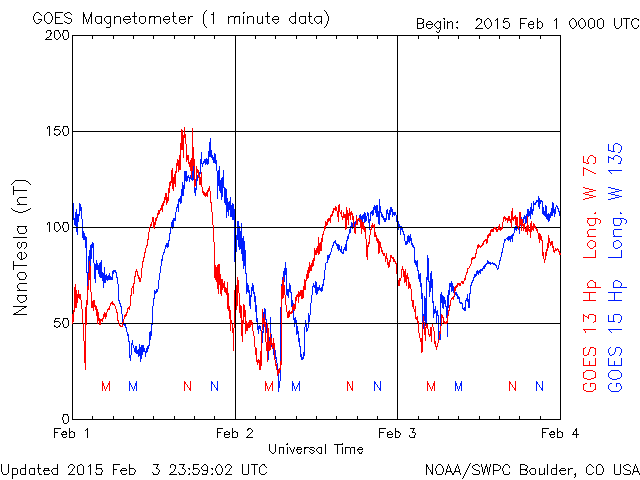 GOES Magnetometer (1 minute data)
Begin: 2015 Feb 1 0000 UTC
200
150
100
50
0
NanoTesla (nT)
M M N N M M N N M M N N
Feb 1 Feb 2 Feb 3 Feb 4
Universal Time
GOES 13 Hp Long. W 75
GOES 15 Hp Long. W 135
Updated 2015 Feb 3 23:59:02 UTC
NOAA/SWPC Boulder, CO USA